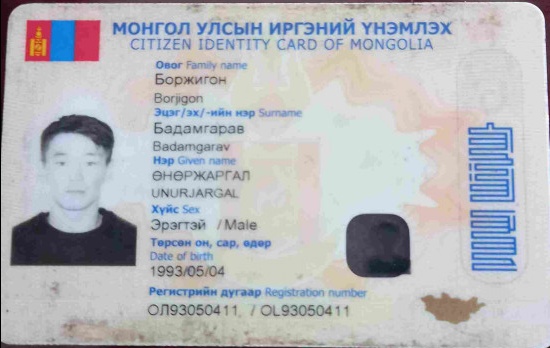 МОНГОЛ УЛСЫН ИРГЭНИЙ ҮНЭМЛЭХ
CITIZEN IDENTITY CARD OF MONGOLIA
Овог Family name
Боржигон
Borjigon
Эцэг/эх/-ийн нэр Surname
Бадамгарав
Badamgarav
Нэр Given name
ӨНӨРЖАРГАЛ
UNURJARGAL
Хүйс Sex
Эрэгтэй /Male
Төрсөн он, сар, өдөр
Date of birth
1993/05/04
Регистрийн дугаар Registration number
ОЛ93050411, / OL93050411